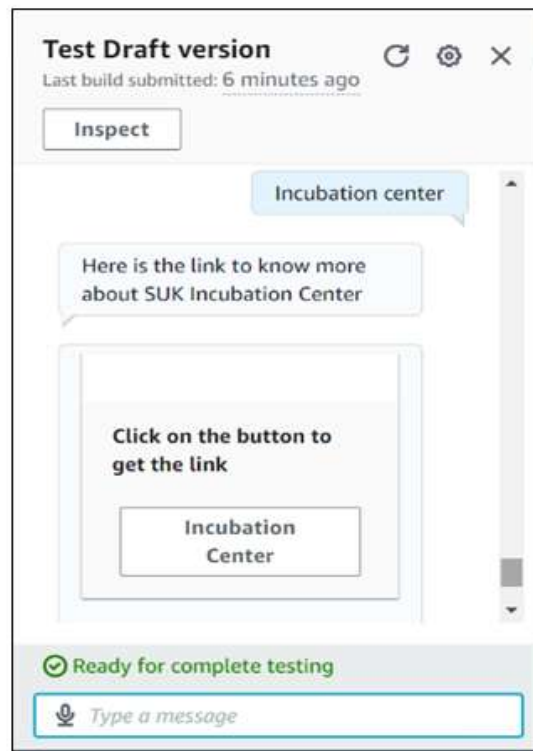 Test Draft version
Last build submitted: 6 minutes ago
Inspect
Incubation center
Here is the link to know more
about SUK Incubation Center
Click on the button to
get the link
Incubation
Center
Ready for complete testing
Type a message